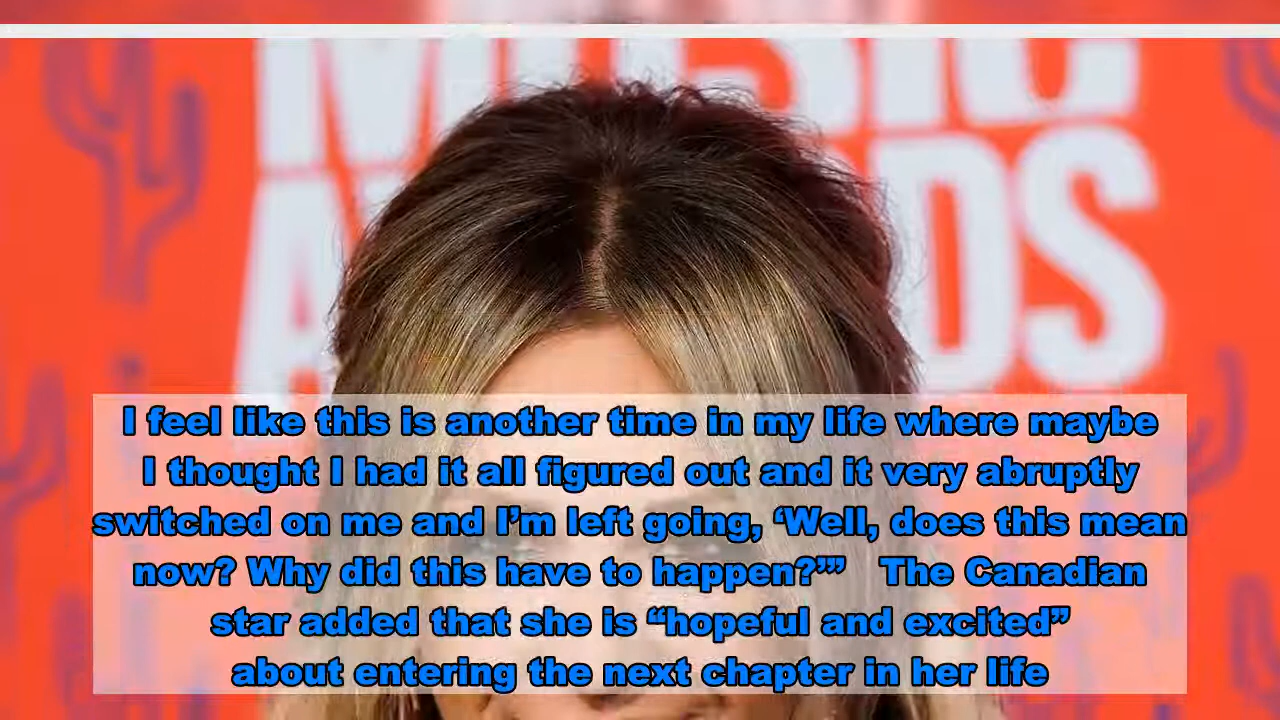 MUSIC
AWARDS
I feel like this is another time in my life where maybe
I thought I had it all figured out and it very abruptly
switched on me and I’m left going, ‘Well, does this mean
now? Why did this have to happen?’” The Canadian
star added that she is “hopeful and excited”
about entering the next chapter in her life